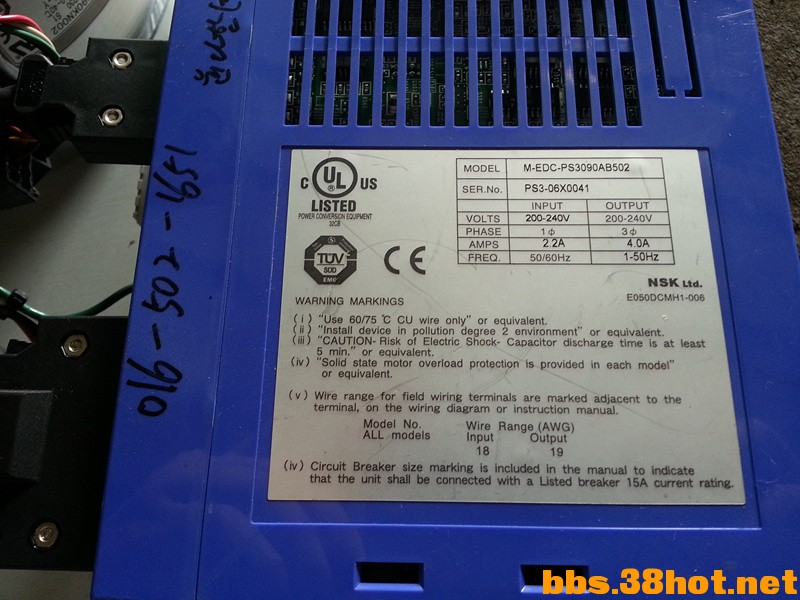 016-502-1651
C UL US
LISTED
POWER CONVERSION EQUIPMENT
32GB
TÜV
EMC
CE
MODEL M-EDC-PS3090AB502
SER.No. PS3-06X0041
INPUT OUTPUT
VOLTS 200-240V 200-240V
PHASE 1φ 3φ
AMPS 2.2A 4.0A
FREQ. 50/60Hz 1-50Hz
NSK Ltd.
E050DCMH1-006
WARNING MARKINGS
(i) "Use 60/75 ℃ CU wire only" or equivalent.
(ii) "Install device in pollution degree 2 environment" or equivalent.
(iii) "CAUTION- Risk of Electric Shock- Capacitor discharge time is at least
5 min." or equivalent.
(iv) "Solid state motor overload protection is provided in each model"
or equivalent.
(v) Wire range for field wiring terminals are marked adjacent to the
terminal, on the wiring diagram or instruction manual.
Model No. Wire Range (AWG)
ALL models Input Output
18 19
(iv) Circuit Breaker size marking is included in the manual to indicate
that the unit shall be connected with a Listed breaker 15A current rating.
bbs.38hot.net